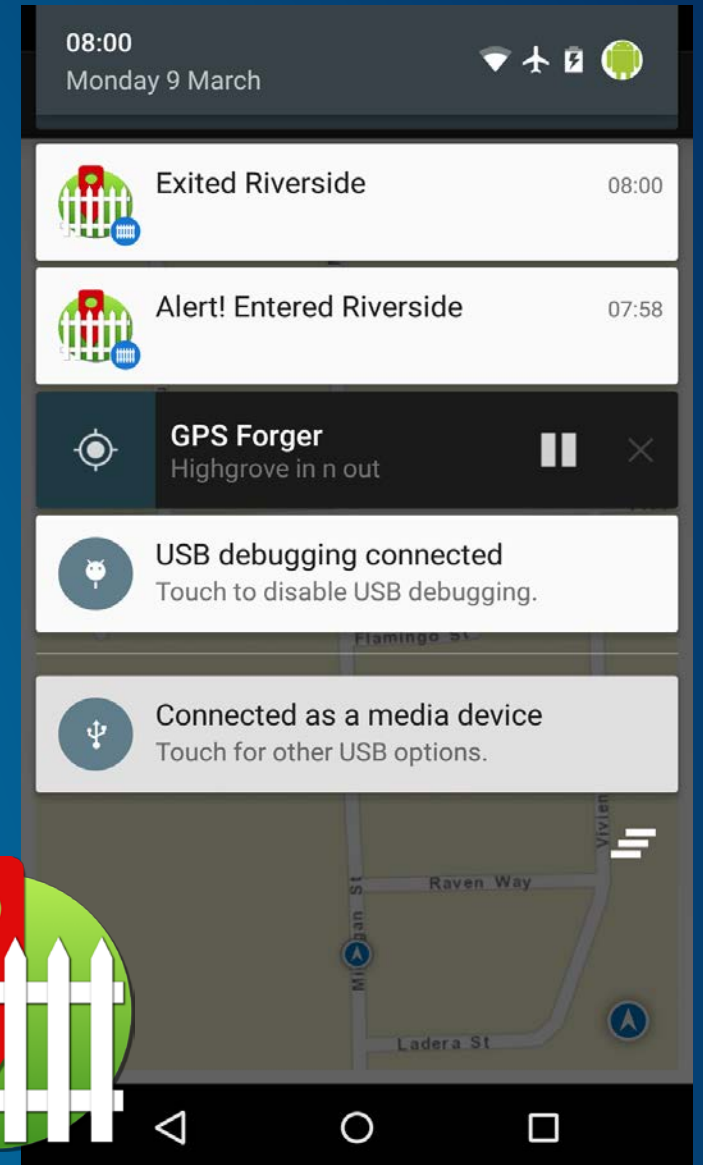 08:00
Monday 9 March
Exited Riverside 08:00
Alert! Entered Riverside 07:58
GPS Forger
Highgrove in n out
USB debugging connected
Touch to disable USB debugging.
Flamingo St
Connected as a media device
Touch for other USB options.
Raven Way
Ladera St